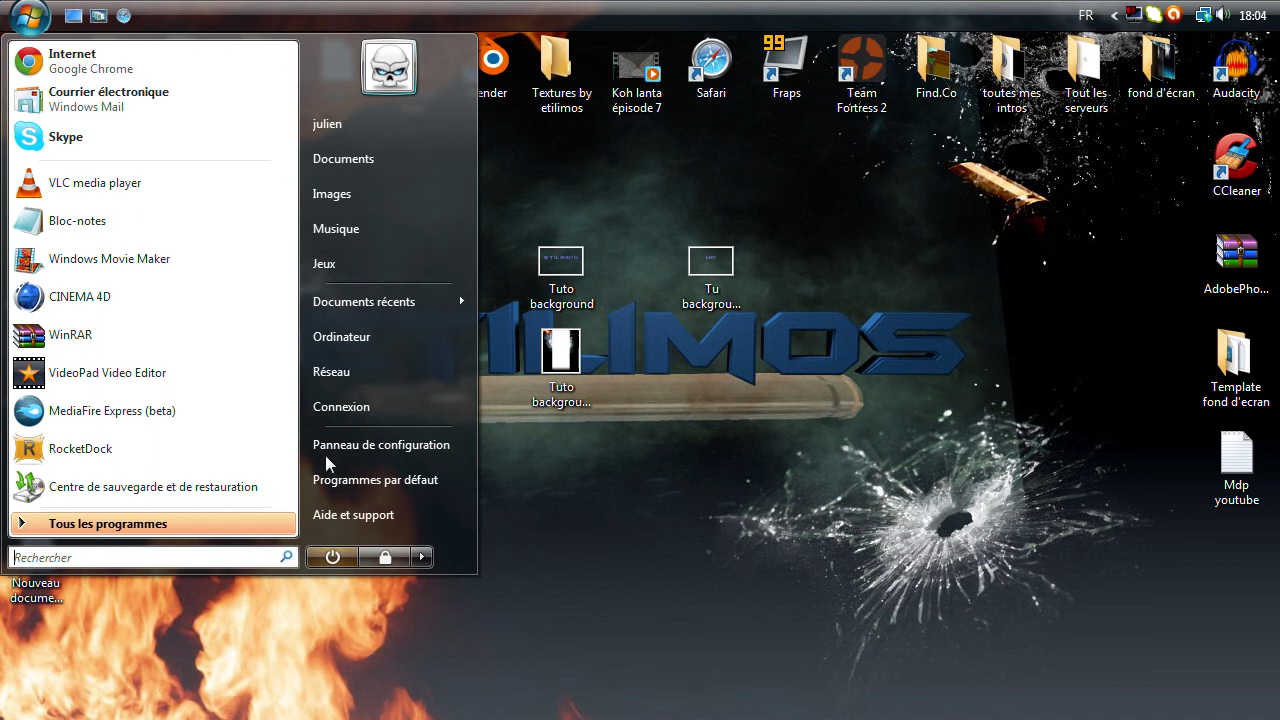 FR
18:04
Internet
Google Chrome
Courrier électronique
Windows Mail
Skype
VLC media player
Bloc-notes
Windows Movie Maker
CINEMA 4D
WinRAR
VideoPad Video Editor
MediaFire Express (beta)
RocketDock
Centre de sauvegarde et de restauration
Tous les programmes
Rechercher
julien
Documents
Images
Musique
Jeux
Documents récents
Ordinateur
Réseau
Connexion
Panneau de configuration
Programmes par défaut
Aide et support
Nouveau
docume...
ender
Textures by
etilimos
Koh lanta
épisode 7
Safari
99
Fraps
Team
Fortress 2
Find.Co
toutes mes
intros
Tout les
serveurs
fond d'écran
Audacity
CCleaner
AdobePho...
Template
fond d'ecran
Mdp
youtube
ETILIMOS
Tuto
background
HD
Tu
backgrou...
Tuto
backgrou...
TILIMOS